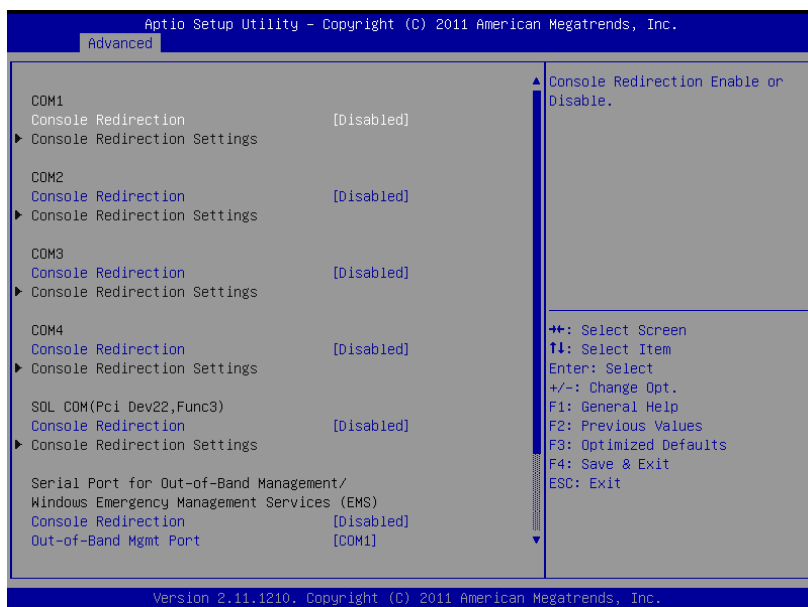 Aptio Setup Utility – Copyright (C) 2011 American Megatrends, Inc.
Advanced
COM1
Console Redirection [Disabled]
Console Redirection Settings
COM2
Console Redirection [Disabled]
Console Redirection Settings
COM3
Console Redirection [Disabled]
Console Redirection Settings
COM4
Console Redirection [Disabled]
Console Redirection Settings
SOL COM(Pci Dev22,Func3)
Console Redirection [Disabled]
Console Redirection Settings
Serial Port for Out-of-Band Management/
Windows Emergency Management Services (EMS)
Console Redirection [Disabled]
Out-of-Band Mgmt Port [COM1]
Console Redirection Enable or
Disable.
→←: Select Screen
↑↓: Select Item
Enter: Select
+/-: Change Opt.
F1: General Help
F2: Previous Values
F3: Optimized Defaults
F4: Save & Exit
ESC: Exit
Version 2.11.1210. Copyright (C) 2011 American Megatrends, Inc.